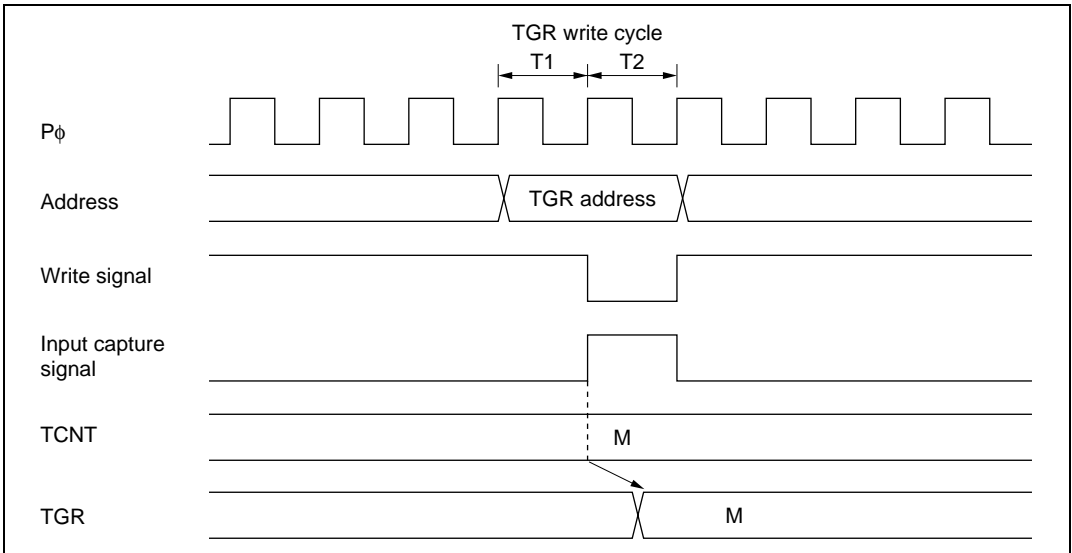 TGR write cycle
T1 T2
Pϕ
Address
TGR address
Write signal
Input capture
signal
TCNT
M
TGR
M